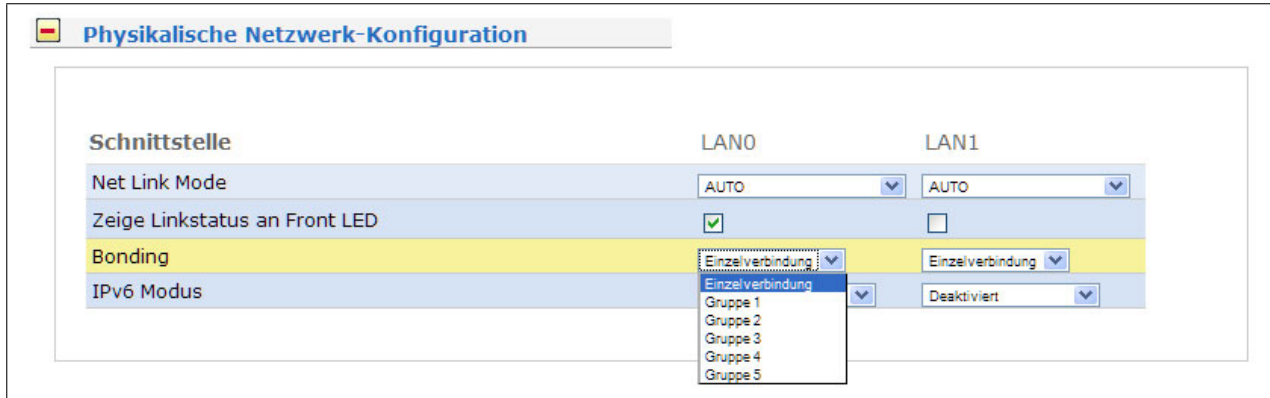 Physikalische Netzwerk-Konfiguration
Schnittstelle LAN0 LAN1
Net Link Mode AUTO AUTO
Zeige Linkstatus an Front LED
Bonding Einzelverbindung Einzelverbindung
Einzelverbindung
IPv6 Modus Deaktiviert
Gruppe 1
Gruppe 2
Gruppe 3
Gruppe 4
Gruppe 5